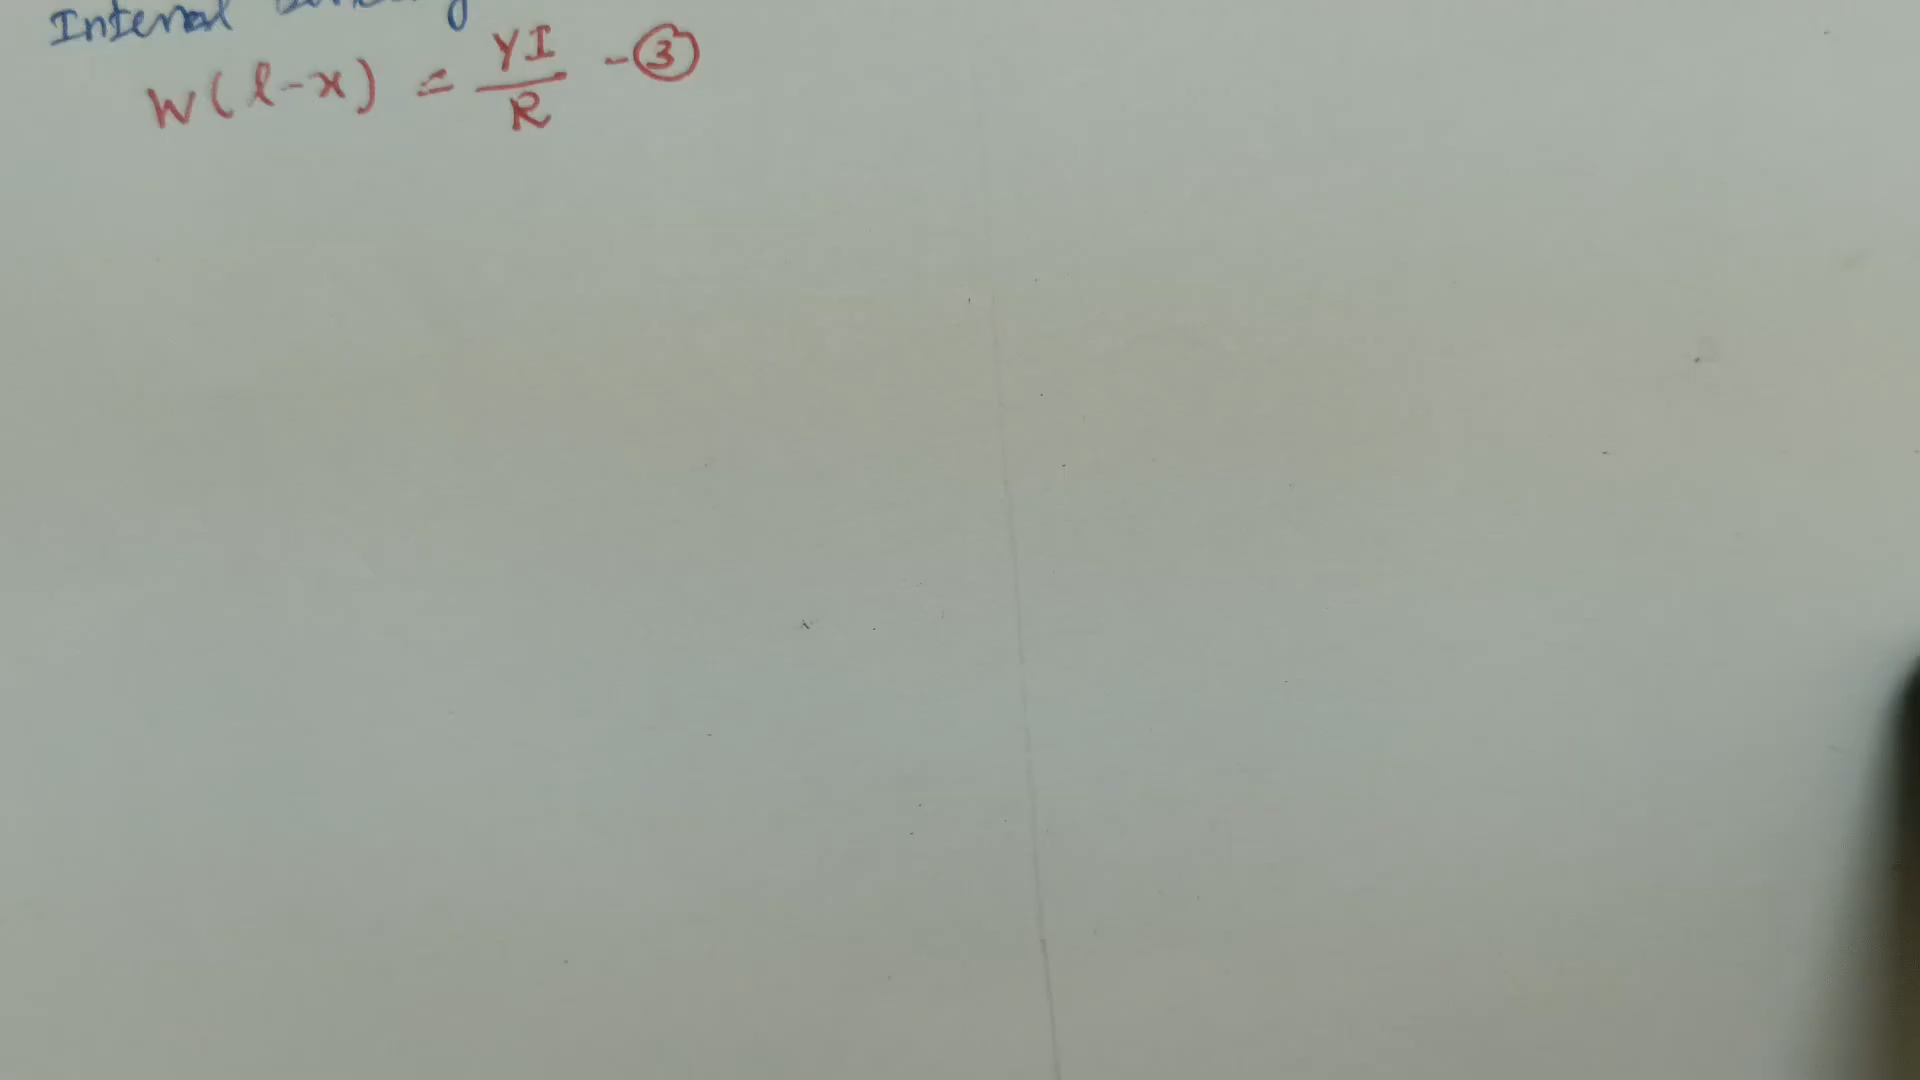 Internal
W(l-x) = YI/R - ③